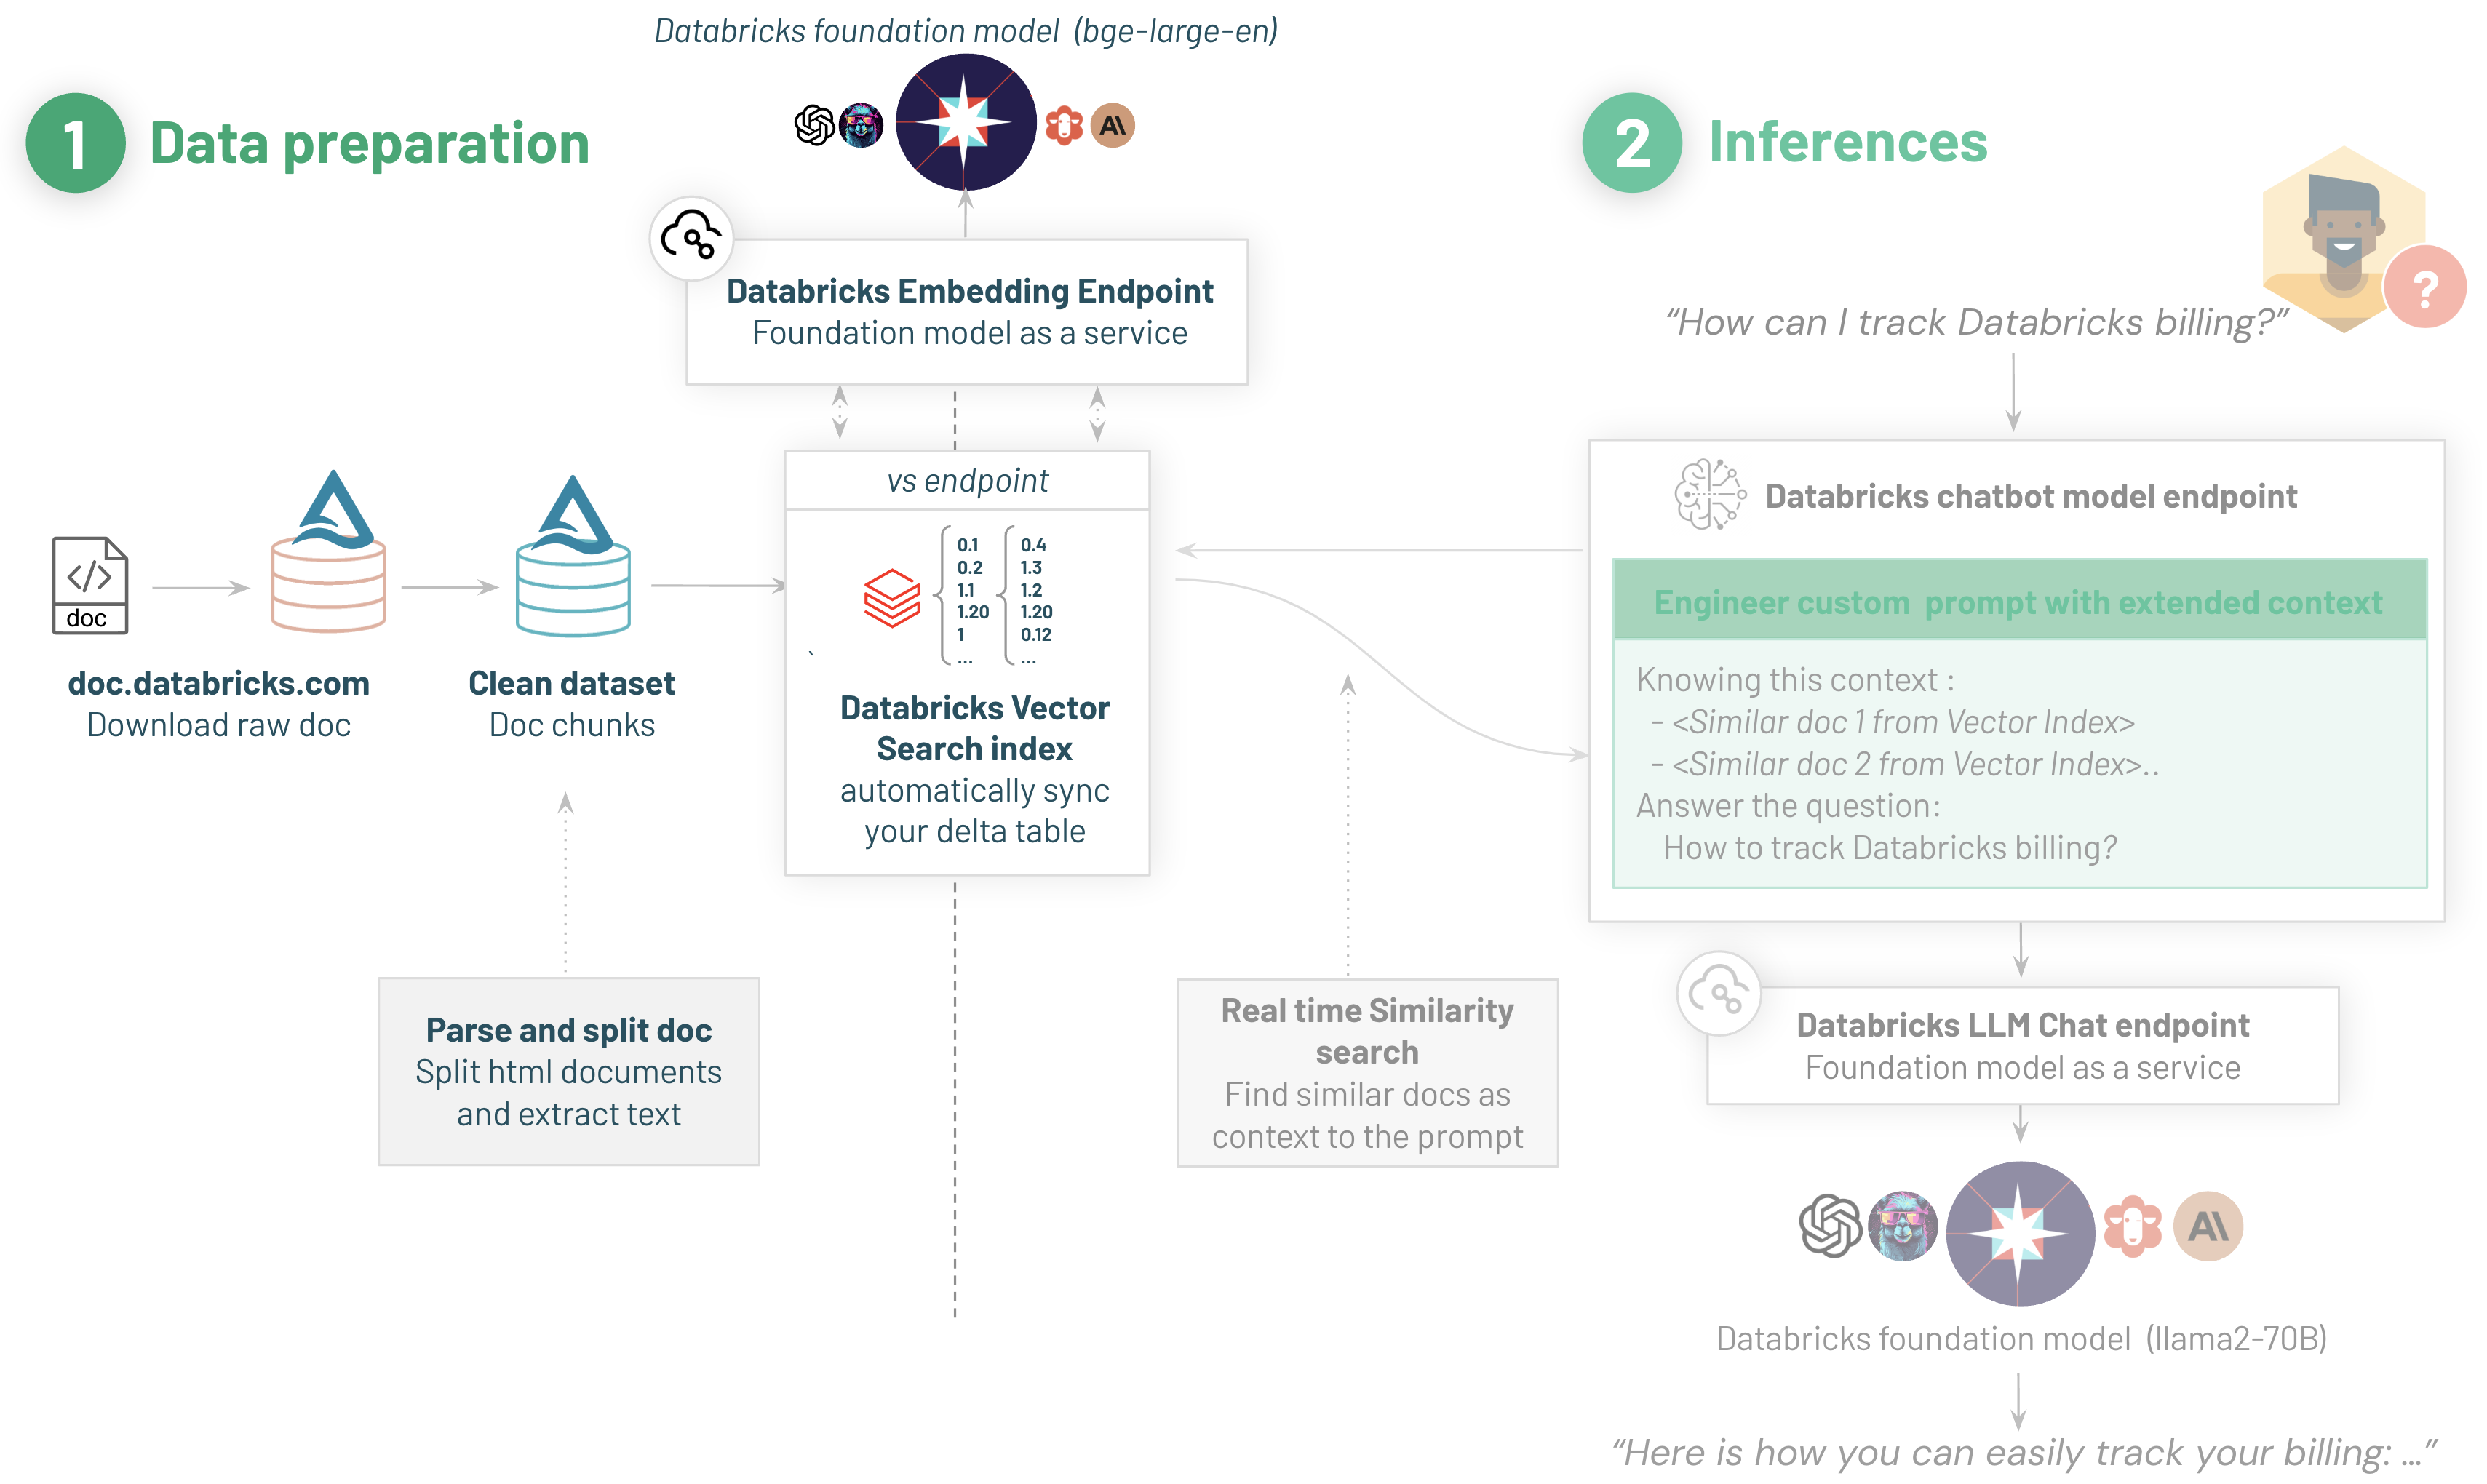 Databricks foundation model (bge-large-en)
1 Data preparation
Databricks Embedding Endpoint
Foundation model as a service
doc
doc.databricks.com
Download raw doc
Clean dataset
Doc chunks
Parse and split doc
Split html documents
and extract text
vs endpoint
0.1 0.4
0.2 1.3
1.1 1.2
1.20 1.20
1 0.12
... ...
`
Databricks Vector
Search index
automatically sync
your delta table
Real time Similarity
search
Find similar docs as
context to the prompt
2 Inferences
?
“How can I track Databricks billing?”
Databricks chatbot model endpoint
Engineer custom prompt with extended context
Knowing this context :
- <Similar doc 1 from Vector Index>
- <Similar doc 2 from Vector Index>..
Answer the question:
How to track Databricks billing?
Databricks LLM Chat endpoint
Foundation model as a service
Databricks foundation model (llama2-70B)
“Here is how you can easily track your billing: ...”